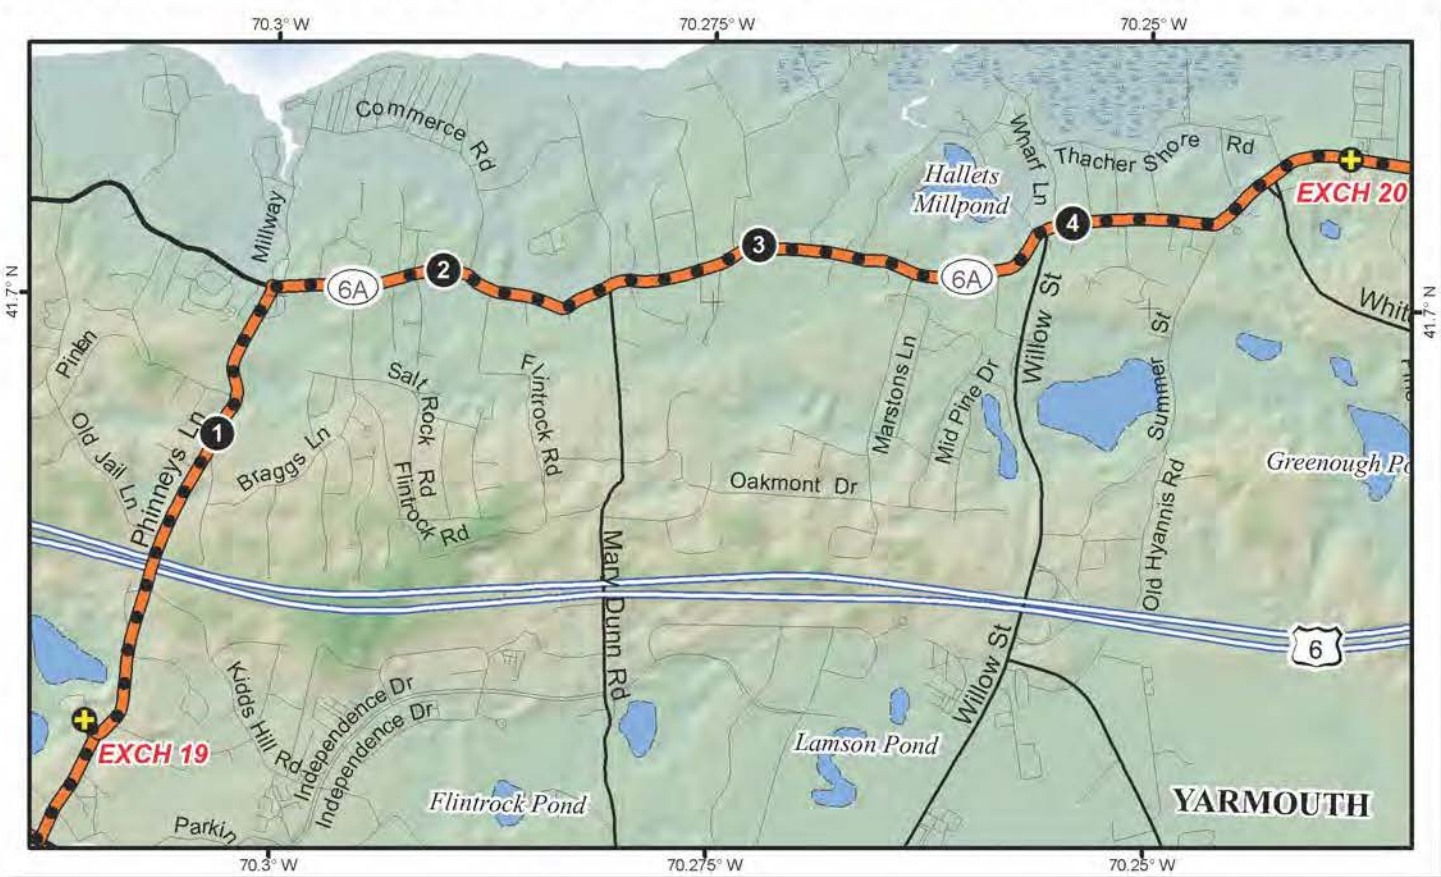 70.3° W
70.275° W
70.25° W
Commerce Rd
Wharf Ln
Thacher Shore Rd
Hallets
Millpond
EXCH 20
Millway
4
3
2
6A
6A
41.7° N
41.7° N
Whit
Willow St
Summer St
Pinlen
Flintrock Rd
Salt Rock Rd
Marstons Ln
Mid Pine Dr
Old Jail Ln
Phinneys Ln
1
Braggs Ln
Flintrock Rd
Oakmont Dr
Greenough Po
Old Hyannis Rd
Mary Dunn Rd
6
Willow St
Kidds Hill Rd
Independence Dr
Independence Dr
EXCH 19
Lamson Pond
Flintrock Pond
YARMOUTH
Parkin
70.3° W
70.275° W
70.25° W